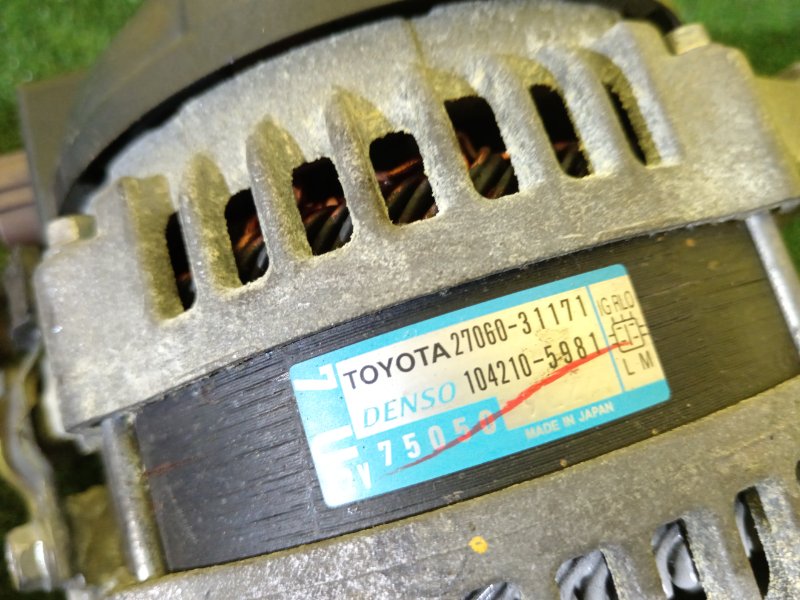 TOYOTA 27060-31171
DENSO 104210-5981
IG RLO
L M
V 75050
MADE IN JAPAN